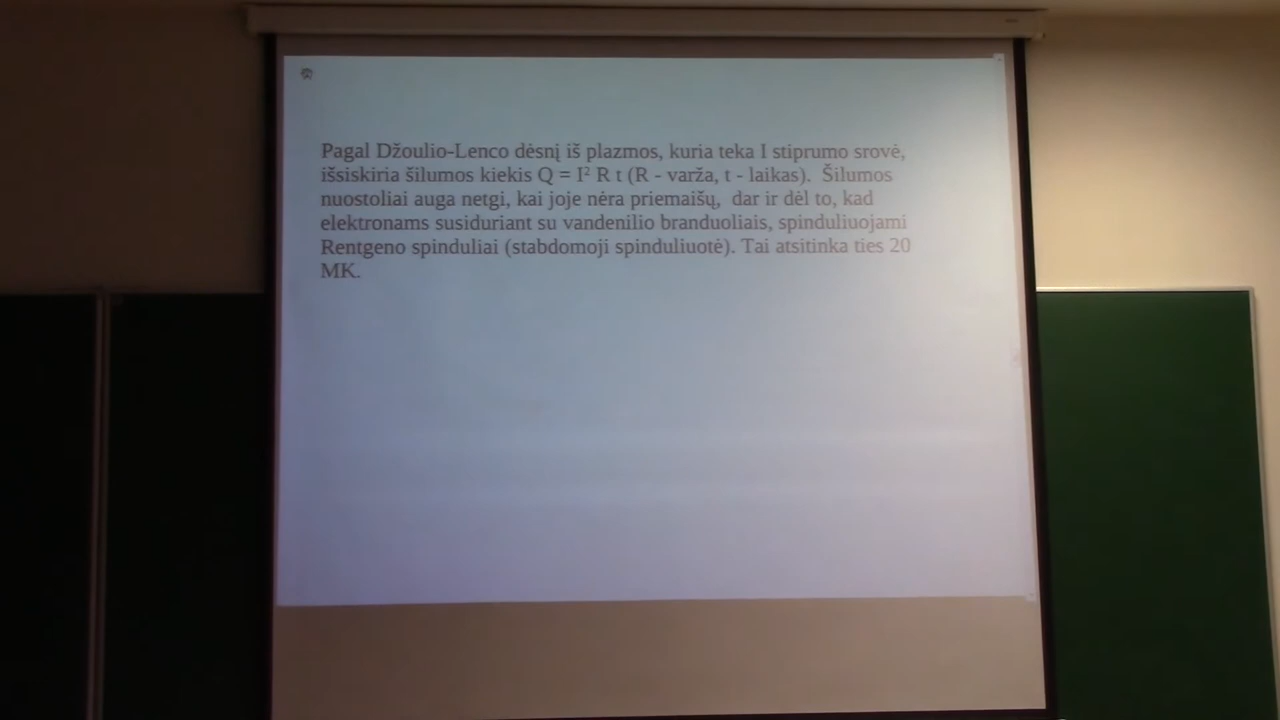 Pagal Džoulio-Lenco dėsnį iš plazmos, kuria teka I stiprumo srovė,
išsiskiria šilumos kiekis Q = I² R t (R - varža, t - laikas).  Šilumos
nuostoliai auga netgi, kai joje nėra priemaišų,  dar ir dėl to, kad
elektronams susiduriant su vandenilio branduoliais, spinduliuojami
Rentgeno spinduliai (stabdomoji spinduliuotė). Tai atsitinka ties 20
MK.